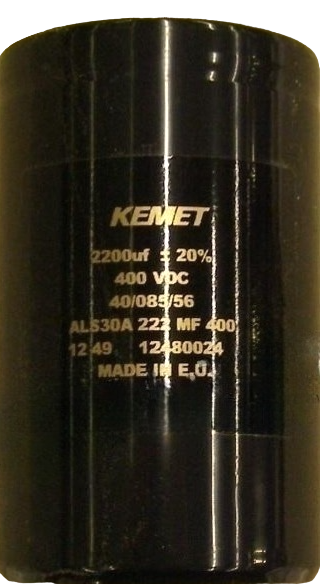 KEMET
2200uf ± 20%
400 VDC
40/085/56
ALS30A 222 MF 400
12 49 12480024
MADE IN E.U.